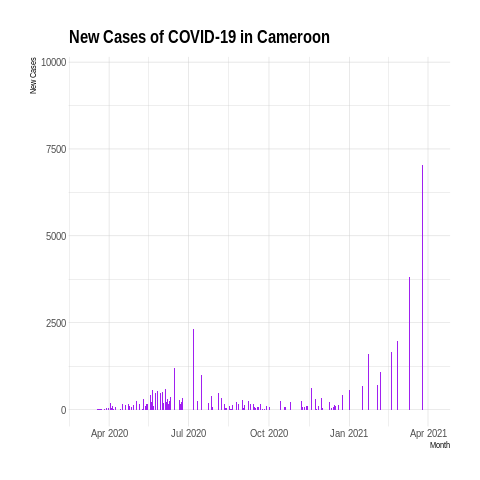 New Cases of COVID-19 in Cameroon
New Cases
10000
7500
5000
2500
0
Apr 2020 Jul 2020 Oct 2020 Jan 2021 Apr 2021
Month